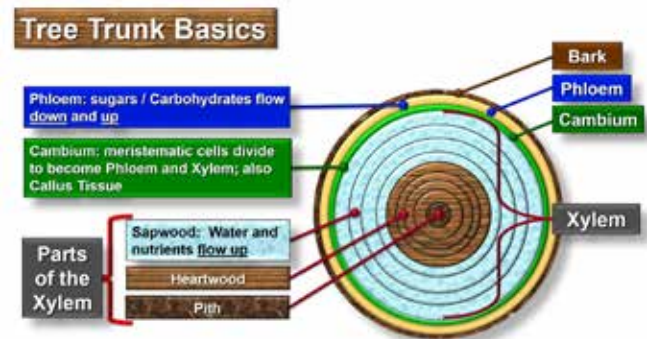 Tree Trunk Basics
Bark
Phloem
Cambium
Phloem: sugars / Carbohydrates flow
down and up
Cambium: meristematic cells divide
to become Phloem and Xylem; also
Callus Tissue
Parts
of the
Xylem
Sapwood: Water and
nutrients flow up
Heartwood
Pith
Xylem